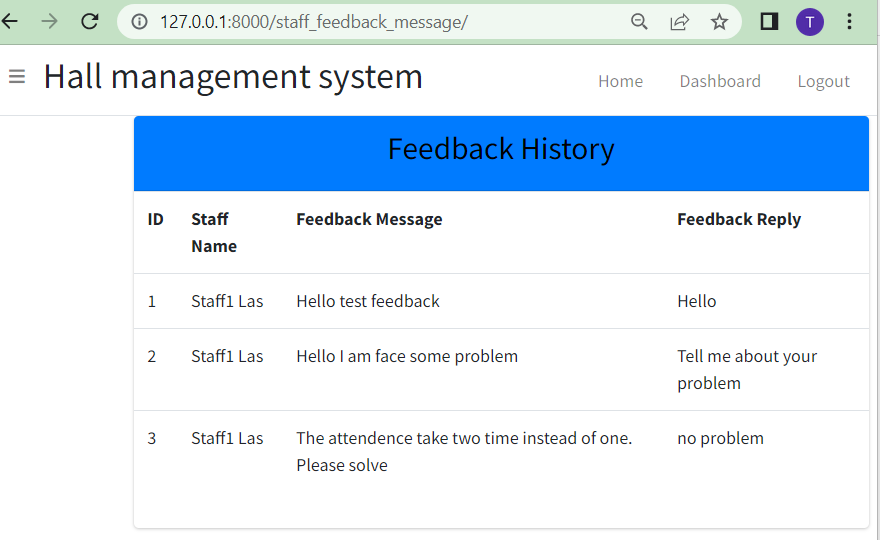 127.0.0.1:8000/staff_feedback_message/
T
Hall management system
Home Dashboard Logout
Feedback History
ID Staff Name Feedback Message Feedback Reply
1 Staff1 Las Hello test feedback Hello
2 Staff1 Las Hello I am face some problem Tell me about your
problem
3 Staff1 Las The attendence take two time instead of one. no problem
Please solve